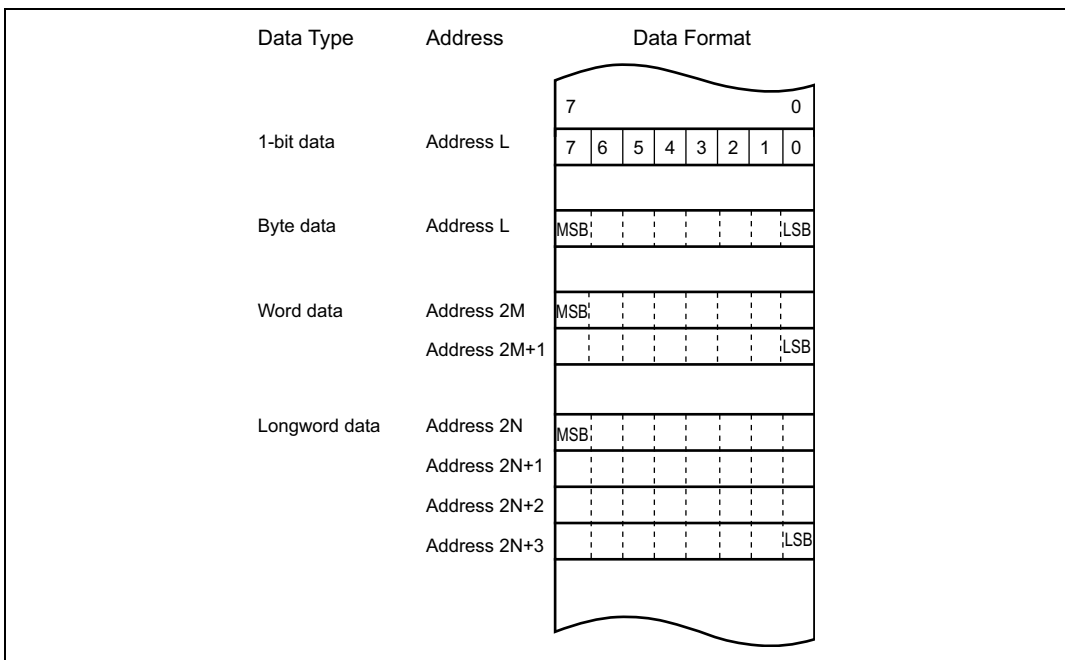 Data Type Address Data Format
7 0
1-bit data Address L 7 6 5 4 3 2 1 0
Byte data Address L MSB LSB
Word data Address 2M MSB
Address 2M+1 LSB
Longword data Address 2N MSB
Address 2N+1
Address 2N+2
Address 2N+3 LSB